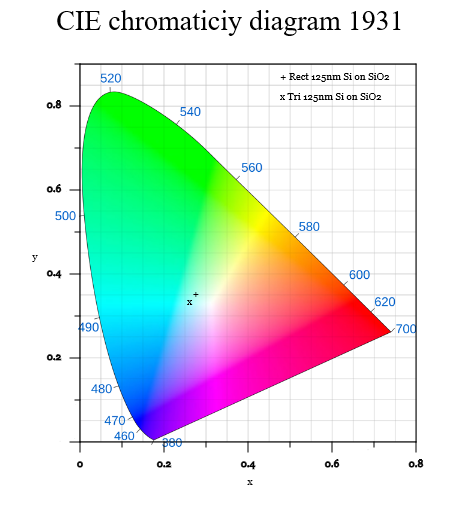 CIE chromaticiy diagram 1931
+ Rect 125nm Si on SiO2
x Tri 125nm Si on SiO2
520
540
0.8
560
0.6
500
580
y
0.4
600
+
x
620
490
700
0.2
480
470
460
380
0 0.2 0.4 0.6 0.8
x